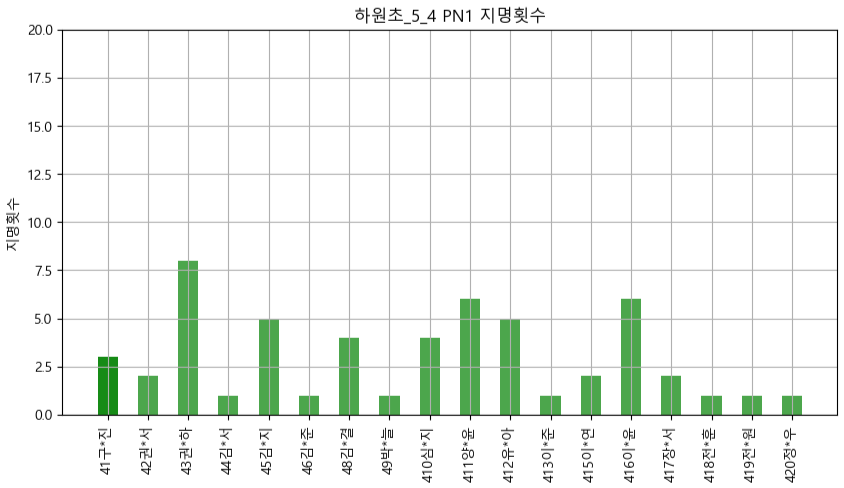 하원초_5_4 PN1 지명횟수
지명횟수
20.0
17.5
15.0
12.5
10.0
7.5
5.0
2.5
0.0
41구*진
42권*서
43권*하
44김*서
45김*지
46김*준
48김*결
49박*늘
410심*지
411양*윤
412유*아
413이*준
415이*연
416이*윤
417장*서
418전*훈
419전*원
420정*우